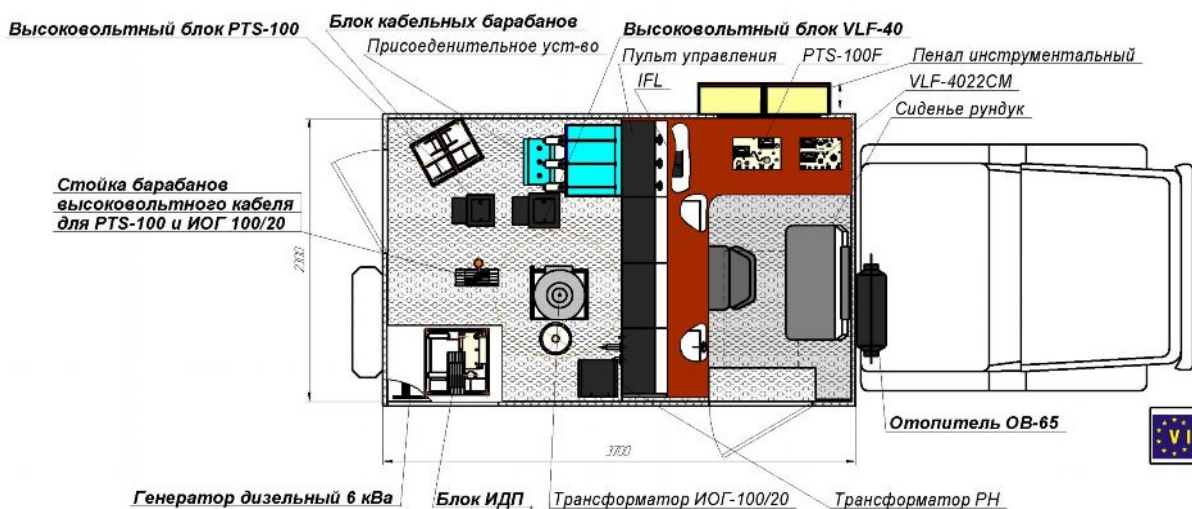 Высоковольтный блок PTS-100
Блок кабельных барабанов
Присоеденительное уст-во
Высоковольтный блок VLF-40
Пульт управления
IFL
PTS-100F
Пенал инструментальный
VLF-4022CM
Сиденье рундук
Стойка барабанов
высоковольтного кабеля
для PTS-100 и ИОГ 100/20
2300
3700
Отопитель ОВ-65
VI
Генератор дизельный 6 кВа
Блок ИДП
Трансформатор ИОГ-100/20
Трансформатор РН